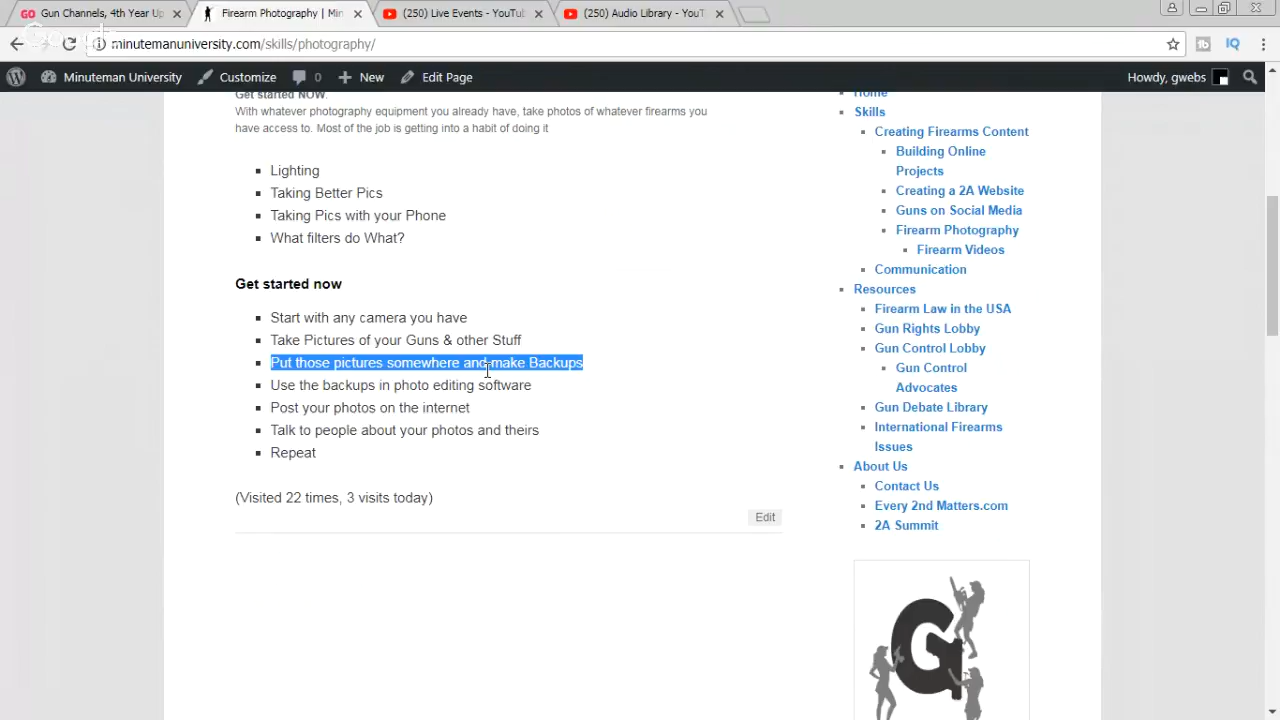 GO Gun Channels, 4th Year Up
Firearm Photography | Min
(250) Live Events - YouTu
(250) Audio Library - YouT
minutemanuniversity.com/skills/photography/
Minuteman University
Customize
0
New
Edit Page
Howdy, gwebs
Get started NOW.
With whatever photography equipment you already have, take photos of whatever firearms you
have access to. Most of the job is getting into a habit of doing it
Lighting
Taking Better Pics
Taking Pics with your Phone
What filters do What?
Get started now
Start with any camera you have
Take Pictures of your Guns & other Stuff
Put those pictures somewhere and make Backups
Use the backups in photo editing software
Post your photos on the internet
Talk to people about your photos and theirs
Repeat
(Visited 22 times, 3 visits today)
Edit
Home
Skills
Creating Firearms Content
Building Online
Projects
Creating a 2A Website
Guns on Social Media
Firearm Photography
Firearm Videos
Communication
Resources
Firearm Law in the USA
Gun Rights Lobby
Gun Control Lobby
Gun Control
Advocates
Gun Debate Library
International Firearms
Issues
About Us
Contact Us
Every 2nd Matters.com
2A Summit
G